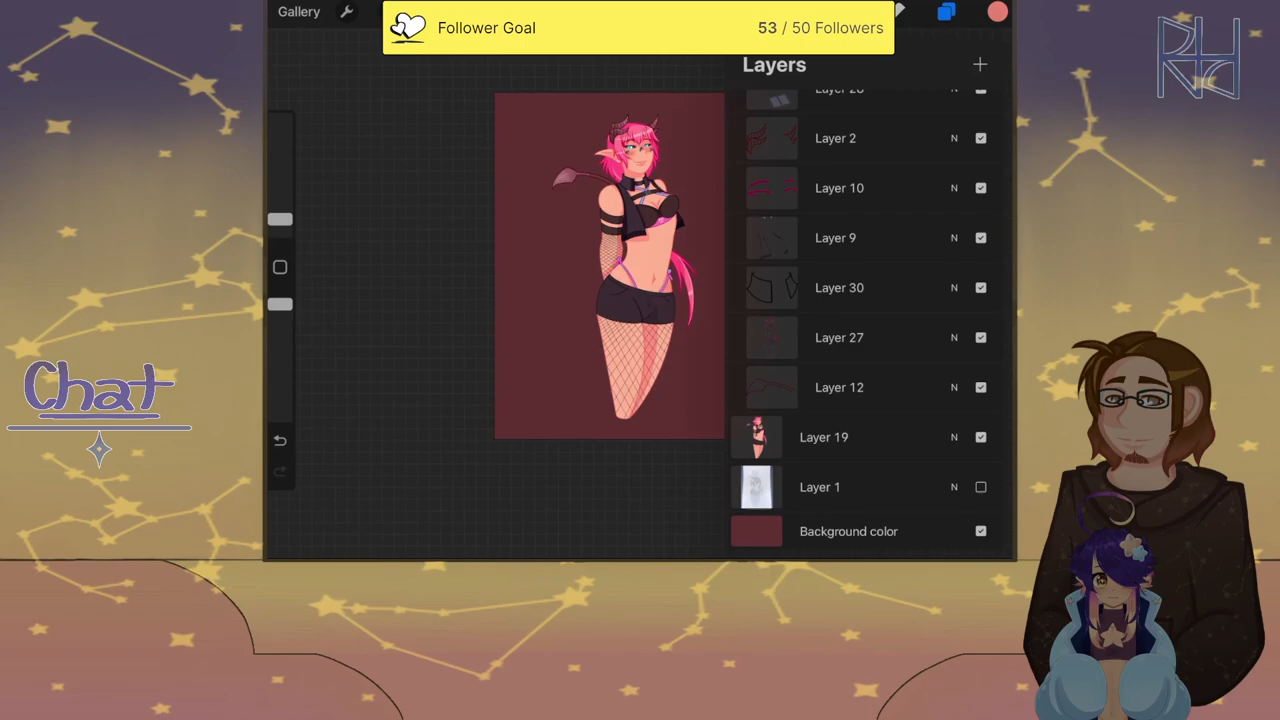 Gallery
Follower Goal
53 / 50 Followers
Layers
Layer 2 N
Layer 10 N
Layer 9 N
Layer 30 N
Layer 27 N
Layer 12 N
Layer 19 N
Layer 1 N
Background color
Chat